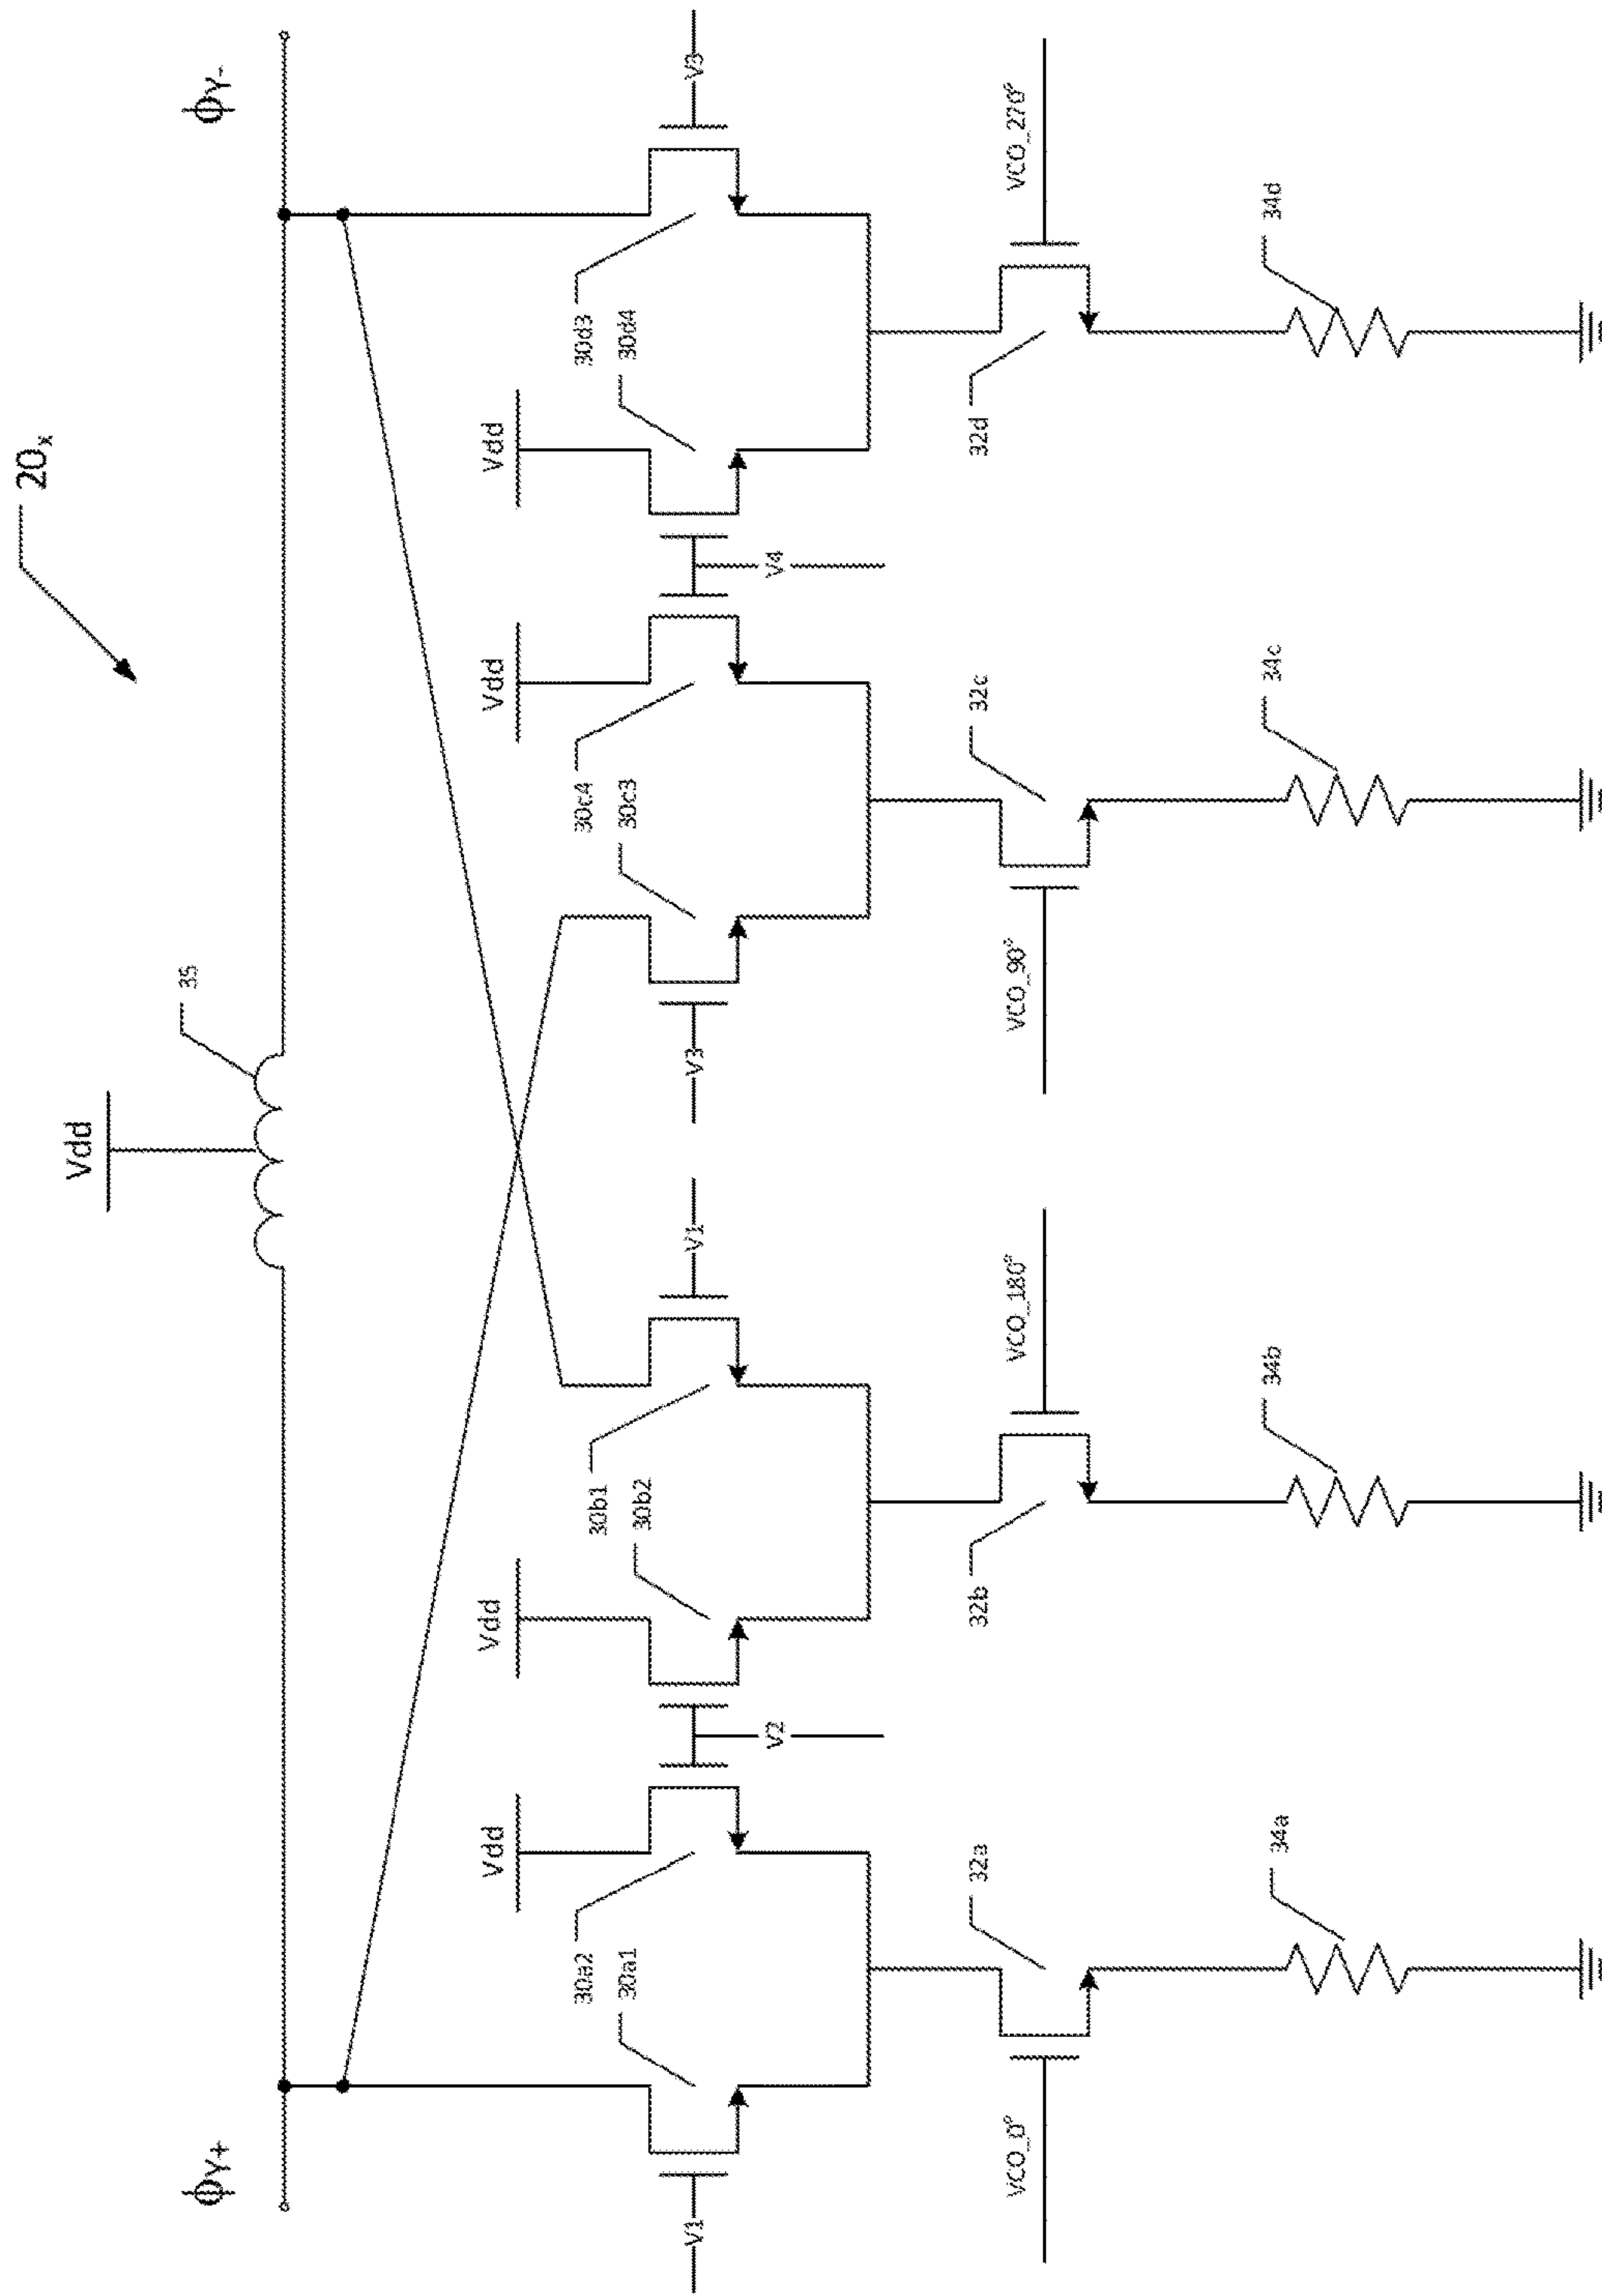 20x
Vdd
35
ΦY+
ΦY-
Vdd
Vdd
Vdd
Vdd
30a2
30a1
30b1
30b2
30c4
30c3
30d3
30d4
V1
V2
V1
V3
V4
V3
VCO_0°
32a
32b
VCO_180°
VCO_90°
32c
32d
VCO_270°
34a
34b
34c
34d